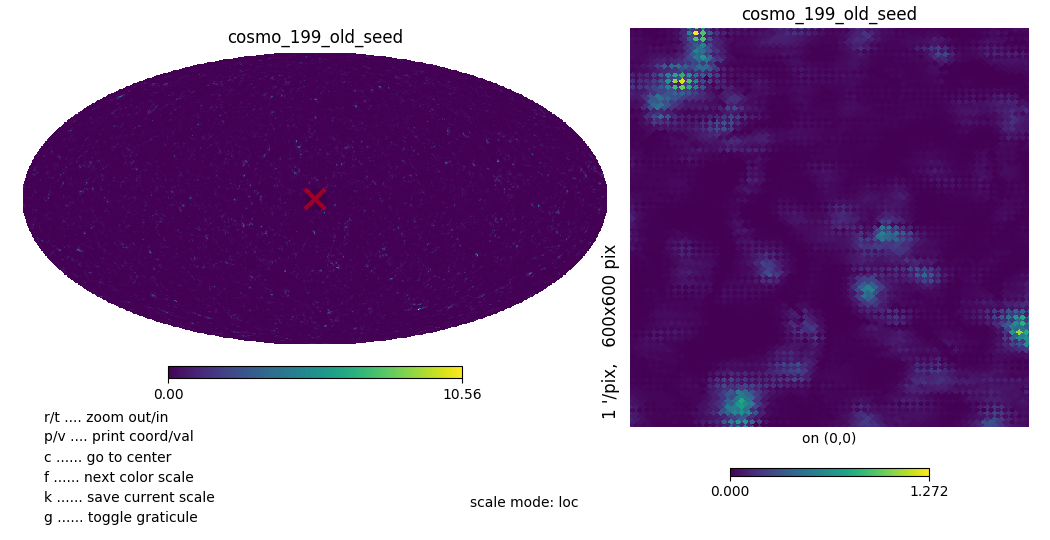 cosmo_199_old_seed
0.00
10.56
r/t .... zoom out/in
p/v .... print coord/val
c ...... go to center
f ...... next color scale
k ...... save current scale
g ...... toggle graticule
scale mode: loc
cosmo_199_old_seed
1 '/pix,   600x600 pix
on (0,0)
0.000
1.272